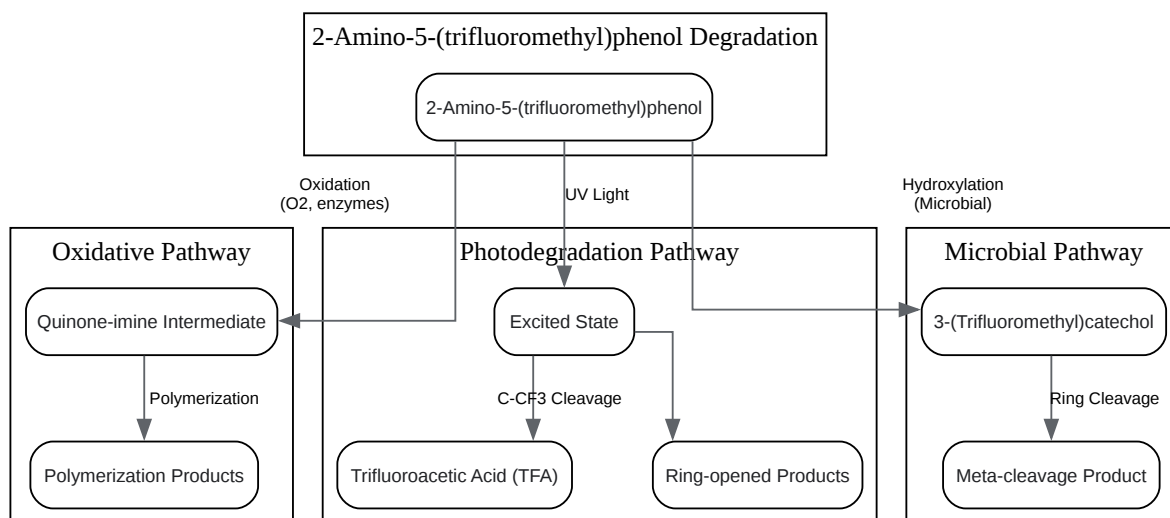 2-Amino-5-(trifluoromethyl)phenol Degradation
2-Amino-5-(trifluoromethyl)phenol
Oxidation
(O2, enzymes)
UV Light
Hydroxylation
(Microbial)
Oxidative Pathway
Photodegradation Pathway
Microbial Pathway
Quinone-imine Intermediate
Excited State
3-(Trifluoromethyl)catechol
Polymerization
C-CF3 Cleavage
Ring Cleavage
Polymerization Products
Trifluoroacetic Acid (TFA)
Ring-opened Products
Meta-cleavage Product